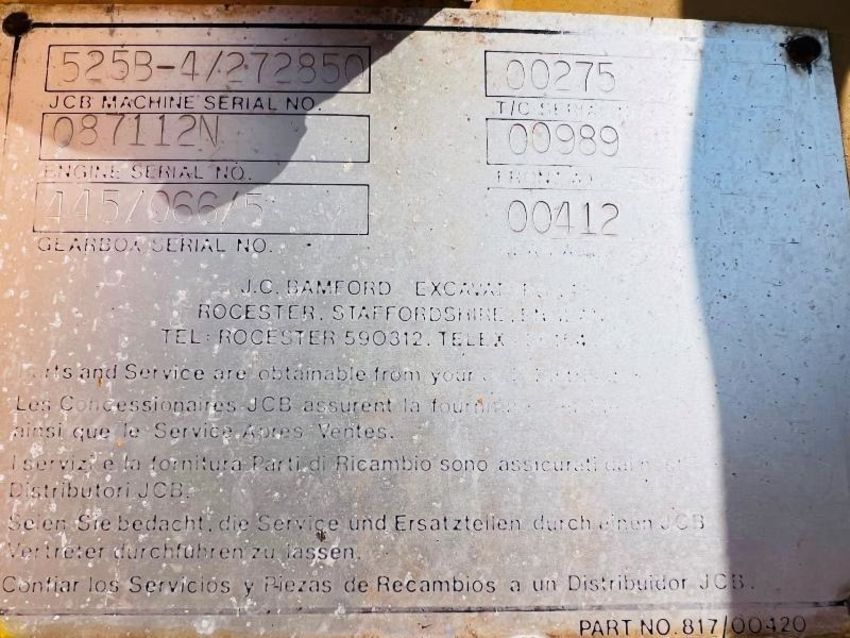 525B-4/272850
JCB MACHINE SERIAL NO.
087112N
ENGINE SERIAL NO.
445/066/5
GEARBOX SERIAL NO.
00275
T/C SERIAL
00989
FRONT
00412
J.C. BAMFORD
ROCESTER, STAFFORDSHIRE,
TEL: ROCESTER 590312. TELEX
and Service are obtainable from your
Les Concessionaires JCB assurent la
ainsi que le Service Apres Ventes.
I servizi e la fornitura Parti di Ricambio sono assicurati
Distributori JCB.
Seien Sie bedacht, die Service und Ersatzteilen durch einen JCB
Vertreter durchführen zu lassen.
Confiar los Servicios y Piezas de Recambios a un Distribuidor JCB.
PART NO. 817/00420